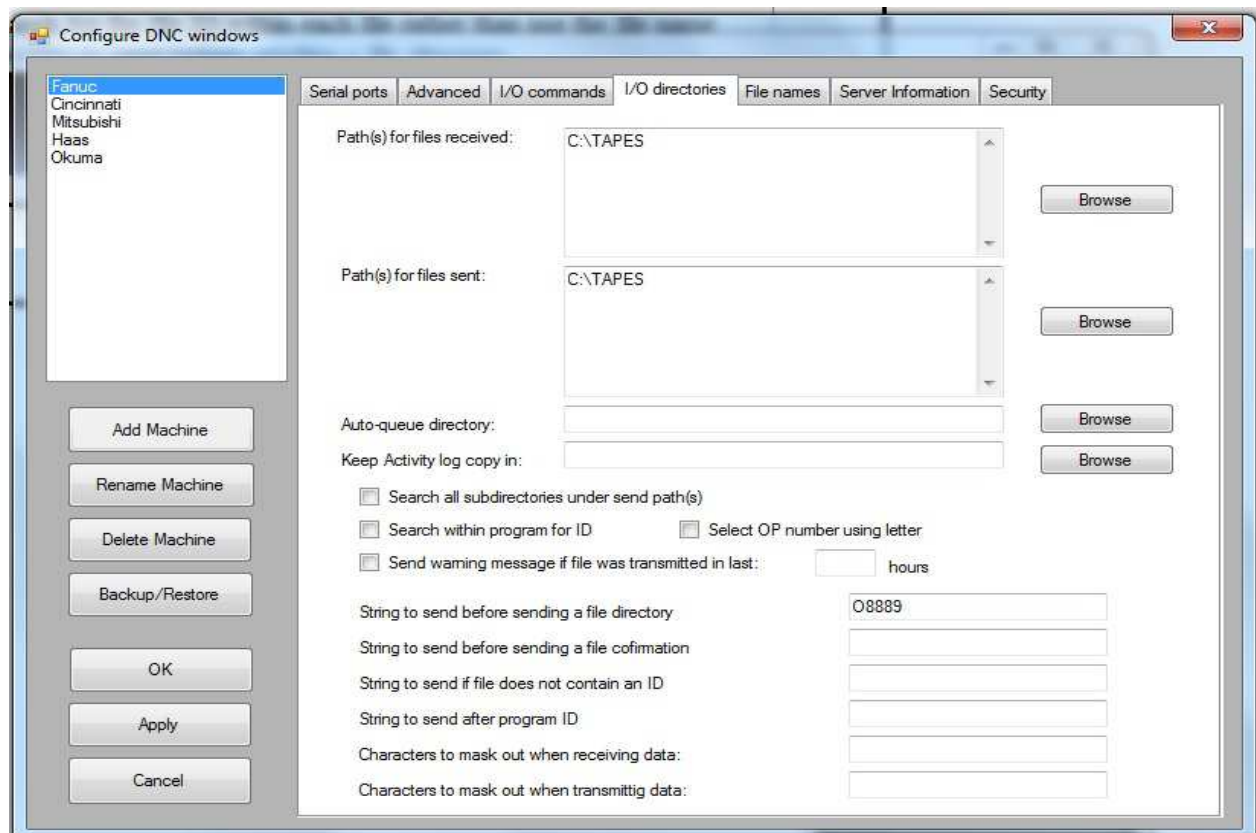 Configure DNC windows
Fanuc
Cincinnati
Mitsubishi
Haas
Okuma
Add Machine
Rename Machine
Delete Machine
Backup/Restore
OK
Apply
Cancel
Serial ports Advanced I/O commands I/O directories File names Server Information Security
Path(s) for files received: C:\TAPES
Browse
Path(s) for files sent: C:\TAPES
Browse
Auto-queue directory: Browse
Keep Activity log copy in: Browse
Search all subdirectories under send path(s)
Search within program for ID Select OP number using letter
Send warning message if file was transmitted in last: hours
String to send before sending a file directory O8889
String to send before sending a file cofirmation
String to send if file does not contain an ID
String to send after program ID
Characters to mask out when receiving data:
Characters to mask out when transmittig data: